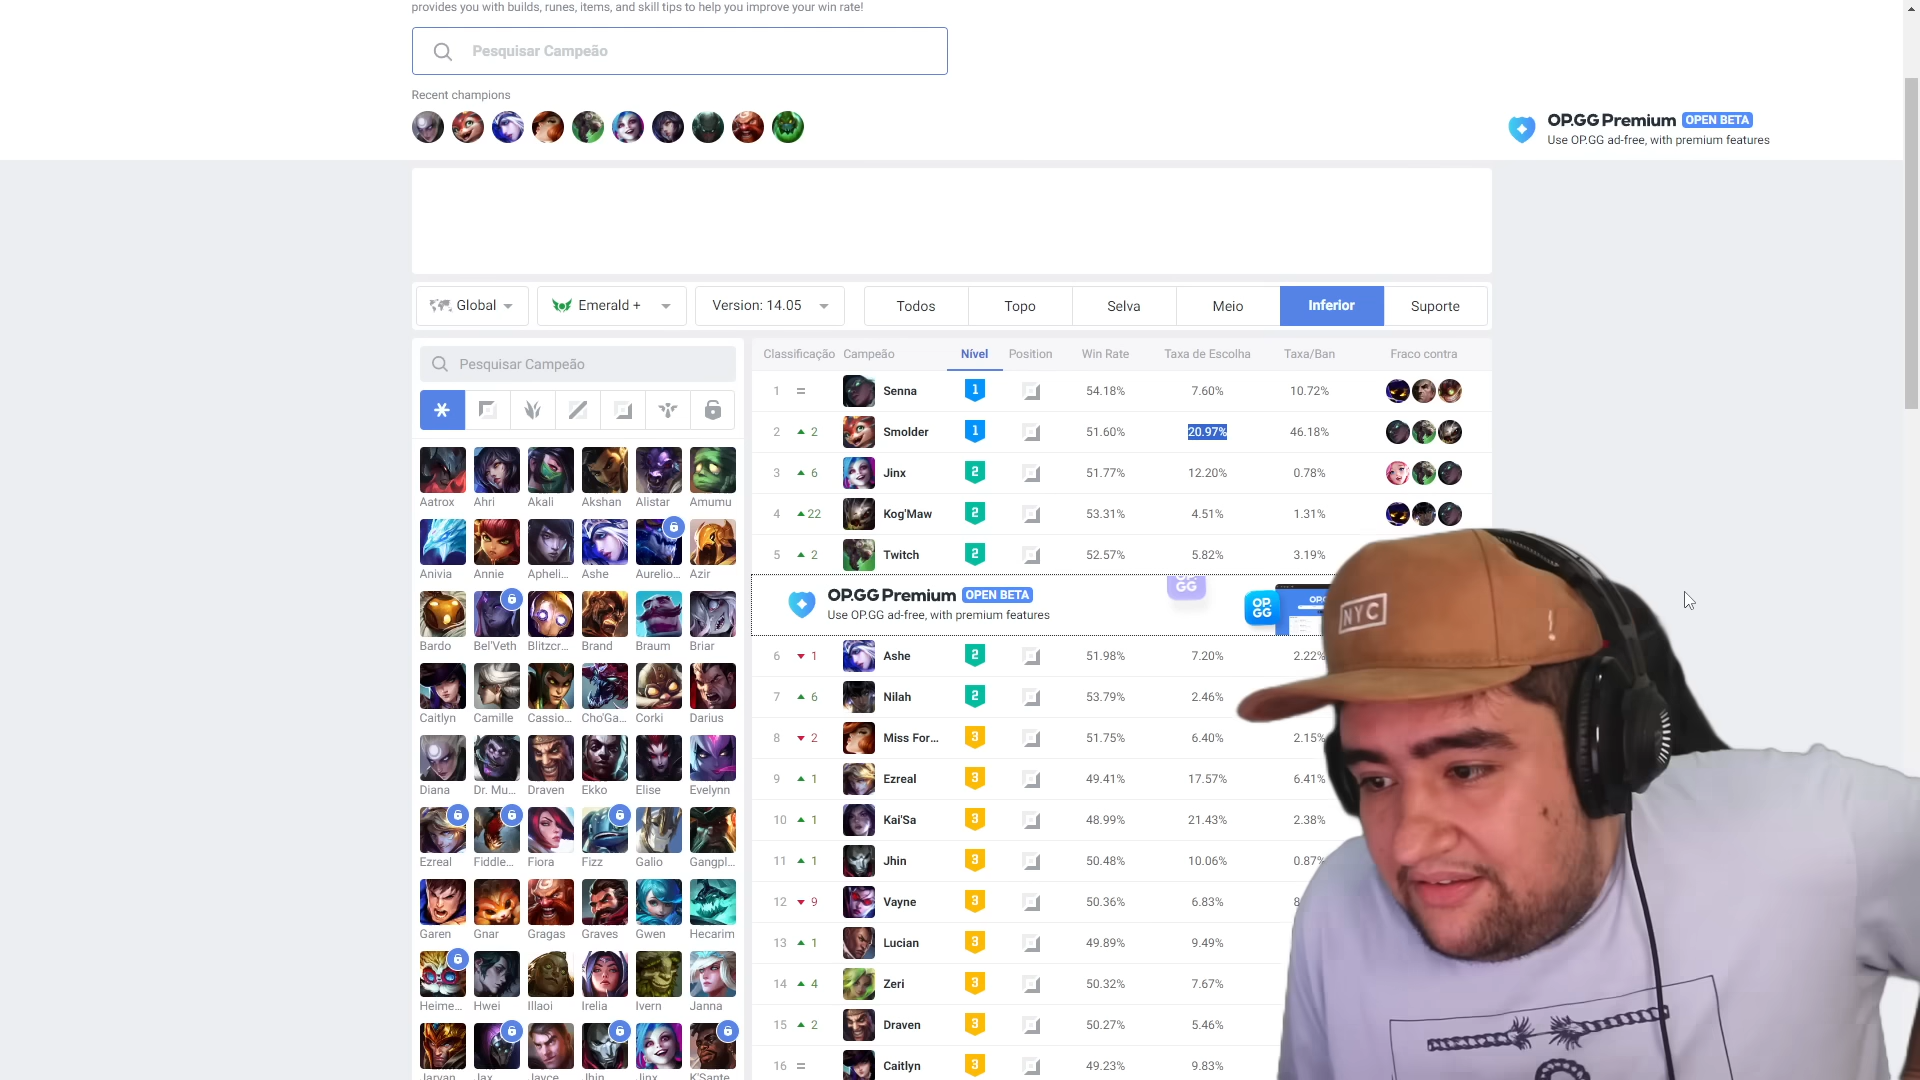 provides you with builds, runes, items, and skill tips to help you improve your win rate!
Pesquisar Campeão
Recent champions
OP.GG Premium OPEN BETA
Use OP.GG ad-free, with premium features
Global Emerald + Version: 14.05 Todos Topo Selva Meio Inferior Suporte
Pesquisar Campeão
Aatrox Ahri Akali Akshan Alistar Amumu
Anivia Annie Apheli... Ashe Aurelio... Azir
Bardo Bel'Veth Blitzcr... Brand Braum Briar
Caitlyn Camille Cassio... Cho'Ga... Corki Darius
Diana Dr. Mu... Draven Ekko Elise Evelynn
Ezreal Fiddle... Fiora Fizz Galio Gangpl...
Garen Gnar Gragas Graves Gwen Hecarim
Heime... Hwei Illaoi Irelia Ivern Janna
Jarvan Jax Jayce Jhin Jinx K'Sante
Classificação Campeão Nível Position Win Rate Taxa de Escolha Taxa/Ban Fraco contra
1 = Senna 1 54.18% 7.60% 10.72%
2 2 Smolder 1 51.60% 20.97% 46.18%
3 6 Jinx 2 51.77% 12.20% 0.78%
4 22 Kog'Maw 2 53.31% 4.51% 1.31%
5 2 Twitch 2 52.57% 5.82% 3.19%
OP.GG Premium OPEN BETA
Use OP.GG ad-free, with premium features
OP GG
OP GG
6 1 Ashe 2 51.98% 7.20% 2.22%
7 6 Nilah 2 53.79% 2.46%
8 2 Miss For... 3 51.75% 6.40% 2.15%
9 1 Ezreal 3 49.41% 17.57% 6.41%
10 1 Kai'Sa 3 48.99% 21.43% 2.38%
11 1 Jhin 3 50.48% 10.06% 0.87%
12 9 Vayne 3 50.36% 6.83% 8
13 1 Lucian 3 49.89% 9.49%
14 4 Zeri 3 50.32% 7.67%
15 2 Draven 3 50.27% 5.46%
16 = Caitlyn 3 49.23% 9.83%
NYC